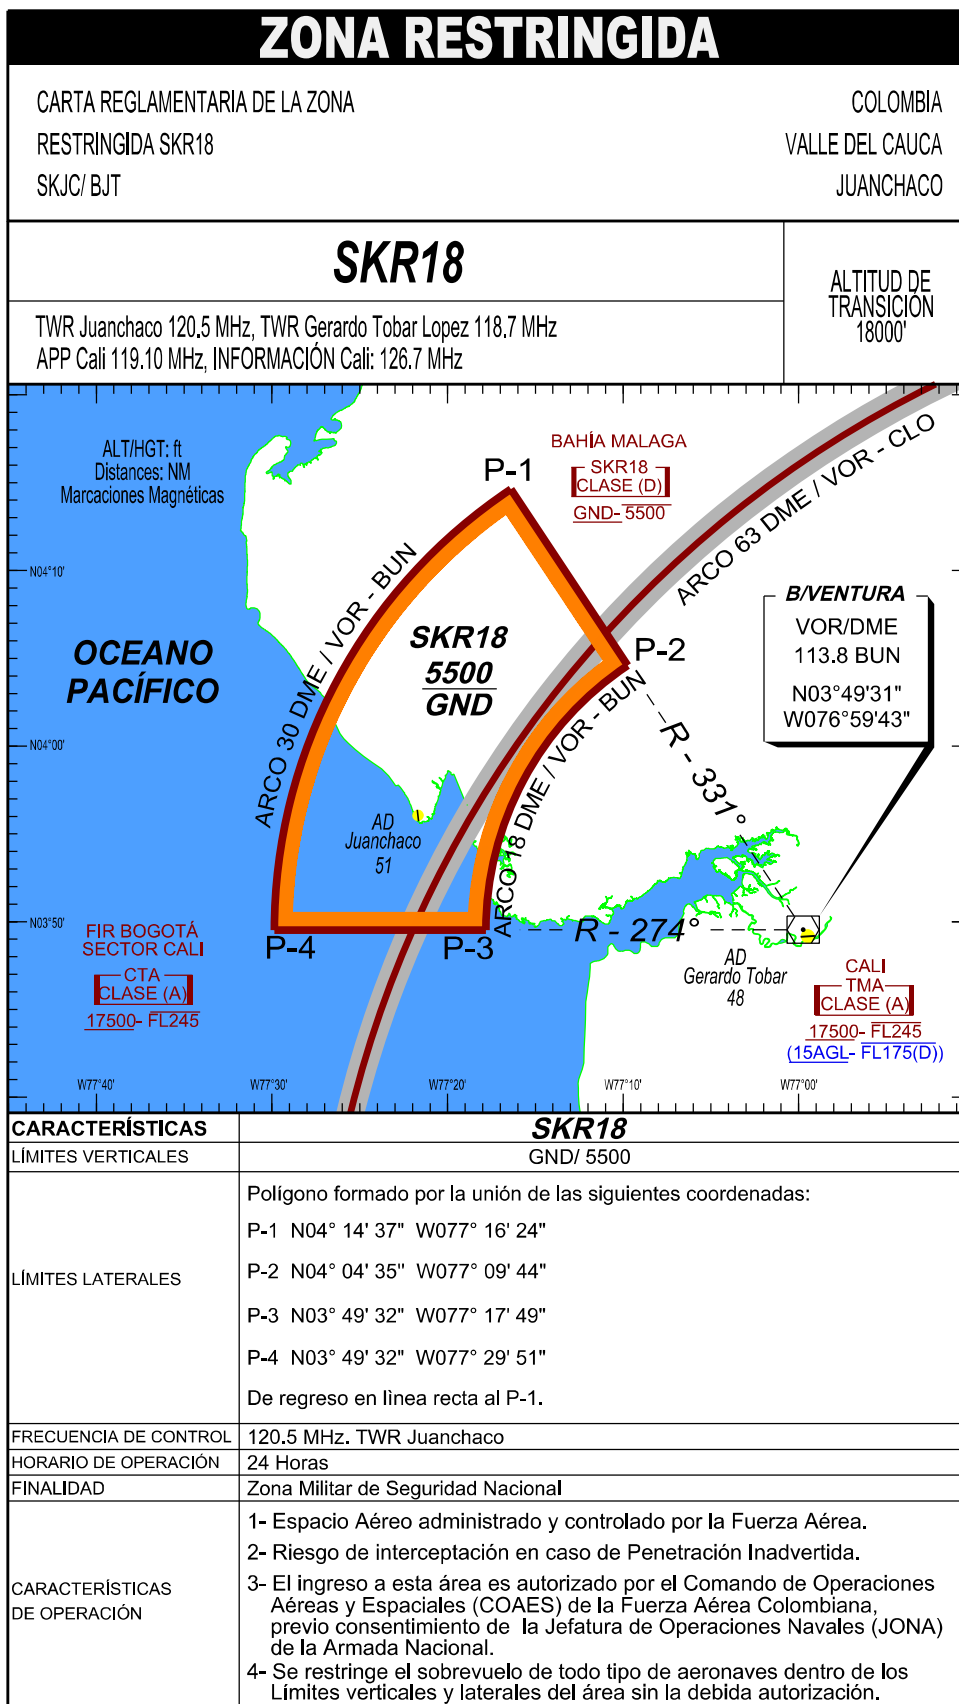 ZONA RESTRINGIDA
CARTA REGLAMENTARIA DE LA ZONA
RESTRINGIDA SKR18
SKJC/ BJT
COLOMBIA
VALLE DEL CAUCA
JUANCHACO
SKR18
TWR Juanchaco 120.5 MHz, TWR Gerardo Tobar Lopez 118.7 MHz
APP Cali 119.10 MHz, INFORMACIÓN Cali: 126.7 MHz
ALTITUD DE
TRANSICIÓN
18000'
ALT/HGT: ft
Distances: NM
Marcaciones Magnéticas
BAHÍA MALAGA
SKR18
CLASE (D)
GND- 5500
P-1
ARCO 63 DME / VOR - CLO
N04°10'
ARCO 30 DME / VOR - BUN
B/VENTURA
VOR/DME
113.8 BUN
N03°49'31"
W076°59'43"
OCEANO
PACÍFICO
SKR18
5500
GND
P-2
N04°00'
ARCO 18 DME / VOR - BUN
R - 331°
AD
Juanchaco
51
N03°50'
FIR BOGOTÁ
SECTOR CALI
CTA
CLASE (A)
17500- FL245
P-4
P-3
R - 274°
AD
Gerardo Tobar
48
CALI
TMA
CLASE (A)
17500- FL245
(15AGL- FL175(D))
W77°40'
W77°30'
W77°20'
W77°10'
W77°00'
CARACTERÍSTICAS
SKR18
LÍMITES VERTICALES
GND/ 5500
LÍMITES LATERALES
Polígono formado por la unión de las siguientes coordenadas:
P-1 N04° 14' 37" W077° 16' 24"
P-2 N04° 04' 35" W077° 09' 44"
P-3 N03° 49' 32" W077° 17' 49"
P-4 N03° 49' 32" W077° 29' 51"
De regreso en lìnea recta al P-1.
FRECUENCIA DE CONTROL
120.5 MHz. TWR Juanchaco
HORARIO DE OPERACIÓN
24 Horas
FINALIDAD
Zona Militar de Seguridad Nacional
CARACTERÍSTICAS
DE OPERACIÓN
1- Espacio Aéreo administrado y controlado por la Fuerza Aérea.
2- Riesgo de interceptación en caso de Penetración Inadvertida.
3- El ingreso a esta área es autorizado por el Comando de Operaciones
Aéreas y Espaciales (COAES) de la Fuerza Aérea Colombiana,
previo consentimiento de la Jefatura de Operaciones Navales (JONA)
de la Armada Nacional.
4- Se restringe el sobrevuelo de todo tipo de aeronaves dentro de los
Límites verticales y laterales del área sin la debida autorización.